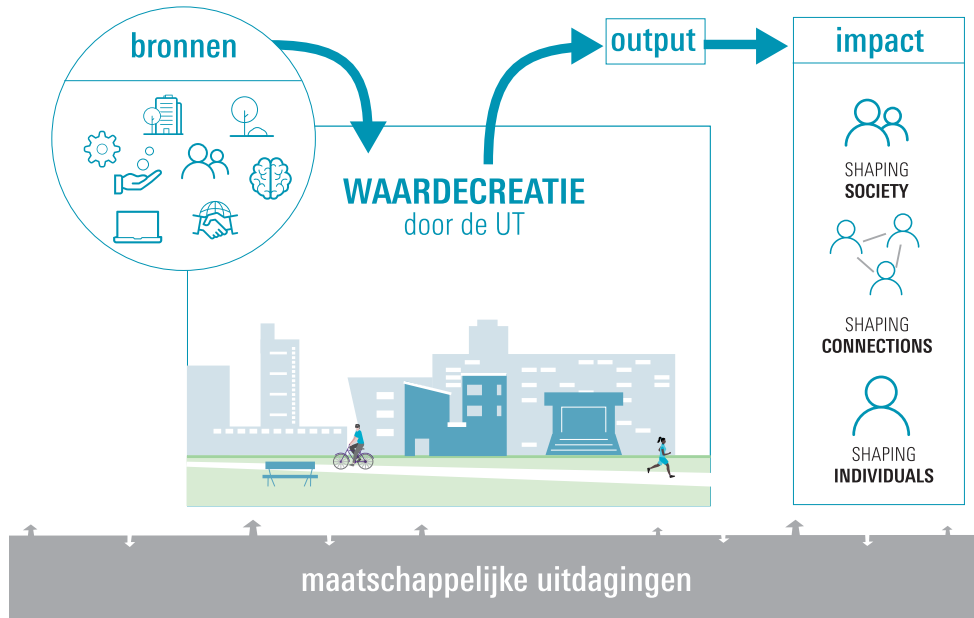 bronnen
WAARDECREATIE
door de UT
output
impact
SHAPING
SOCIETY
SHAPING
CONNECTIONS
SHAPING
INDIVIDUALS
maatschappelijke uitdagingen